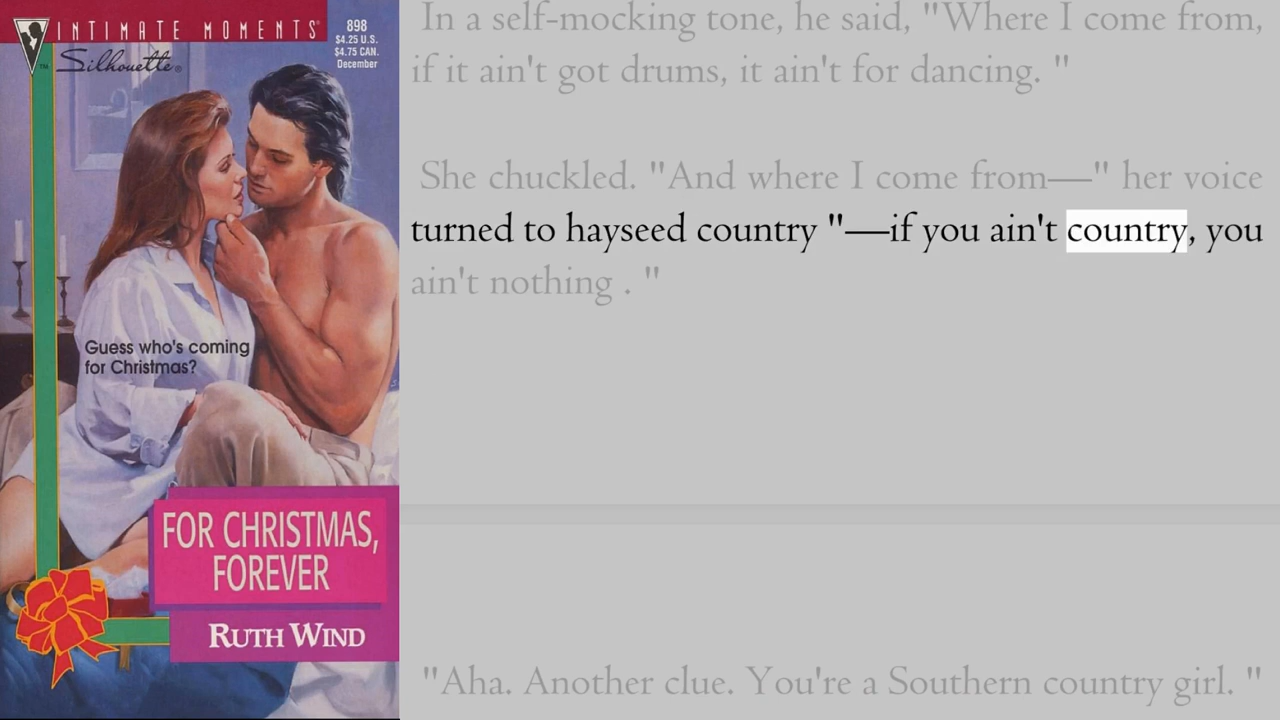 INTIMATE MOMENTS®
Silhouette®
TM
898
$4.25 U.S.
$4.75 CAN.
December
Guess who's coming
for Christmas?
FOR CHRISTMAS,
FOREVER
RUTH WIND
In a self-mocking tone, he said, "Where I come from,
if it ain't got drums, it ain't for dancing. "
She chuckled. "And where I come from—" her voice
turned to hayseed country "—if you ain't country, you
ain't nothing . "
"Aha. Another clue. You're a Southern country girl. "